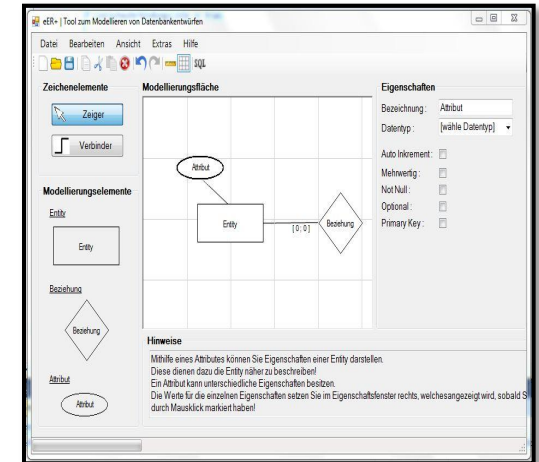 eER+ | Tool zum Modellieren von Datenbankentwürfen
Datei Bearbeiten Ansicht Extras Hilfe
SQL
Zeichenelemente
Zeiger
Verbinder
Modellierungselemente
Entity
Entity
Beziehung
Beziehung
Attribut
Attribut
Modellierungsfläche
Attribut
Entity
[ 0 ; 0 ]
Beziehung
Eigenschaften
Bezeichnung : Attribut
Datentyp : [wähle Datentyp]
Auto Inkrement :
Mehrwertig :
Not Null :
Optional :
Primary Key :
Hinweise
Mithilfe eines Attributes können Sie Eigenschaften einer Entity darstellen.
Diese dienen dazu die Entity näher zu beschreiben!
Ein Attribut kann unterschiedliche Eigenschaften besitzen.
Die Werte für die einzelnen Eigenschaften setzen Sie im Eigenschaftsfenster rechts, welchesangezeigt wird, sobald S
durch Mausklick markiert haben!